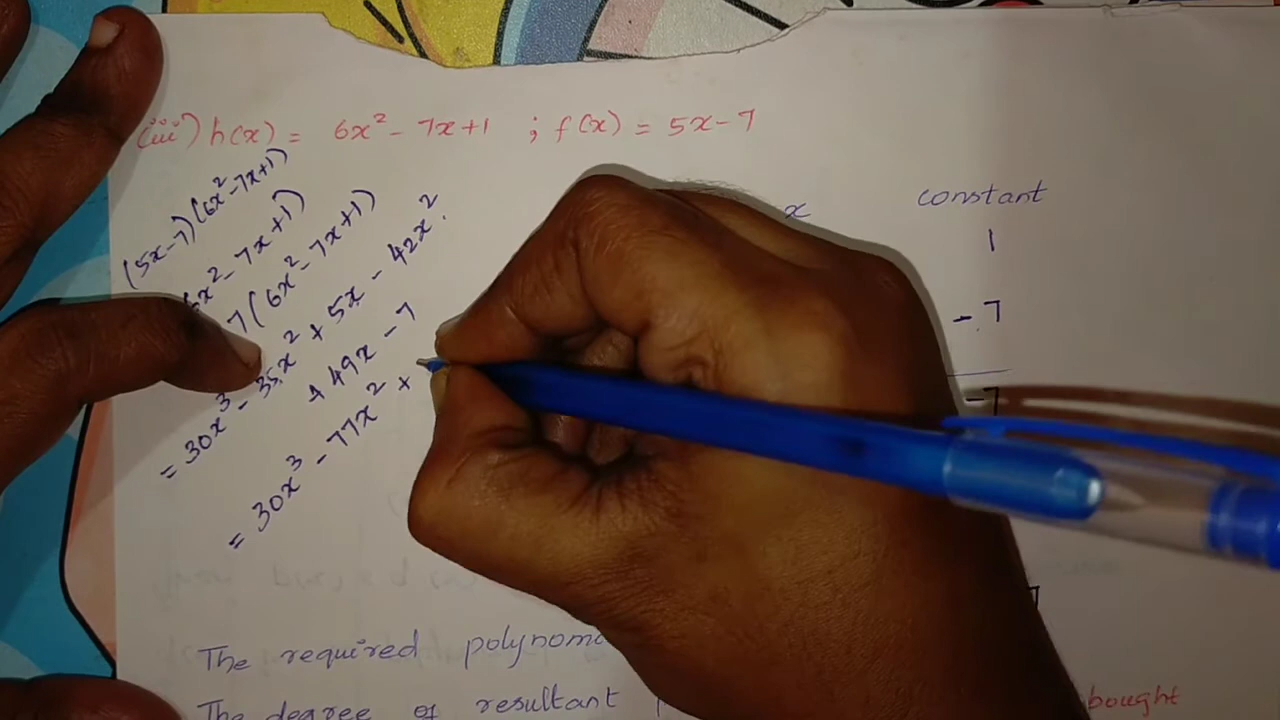 (iii) h(x) = 6x² - 7x+1 ; f(x) = 5x-7
(5x-7)(6x²-7x+1)
6x²-7x+1)
7(6x²-7x+1)
= 30x³ - 35x² + 5x - 42x²
+ 49x - 7
= 30x³ - 77x² +
x constant
1
-7
-7
The required
The degree of resultant
bought